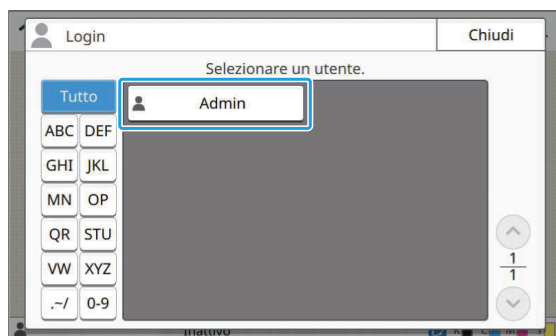 Login
Chiudi
Selezionare un utente.
Tutto
Admin
ABC DEF
GHI JKL
MN OP
QR STU
VW XYZ
.~/ 0-9
1
1
Inattivo
K C M Y